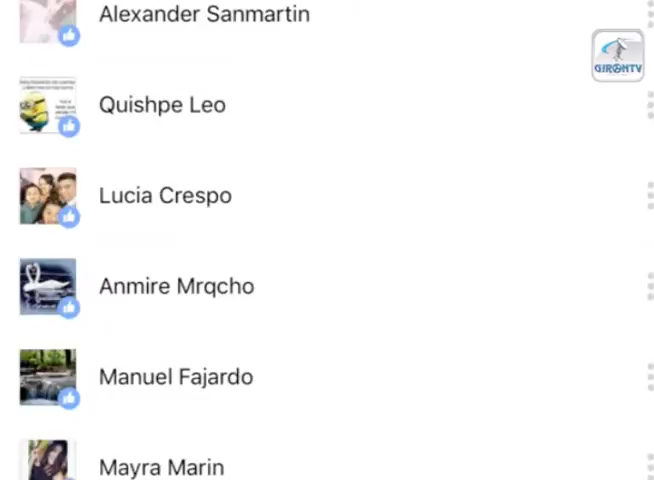 Alexander Sanmartin
GIRONTV
Quishpe Leo
Lucia Crespo
Anmire Mrqcho
Manuel Fajardo
Mayra Marin